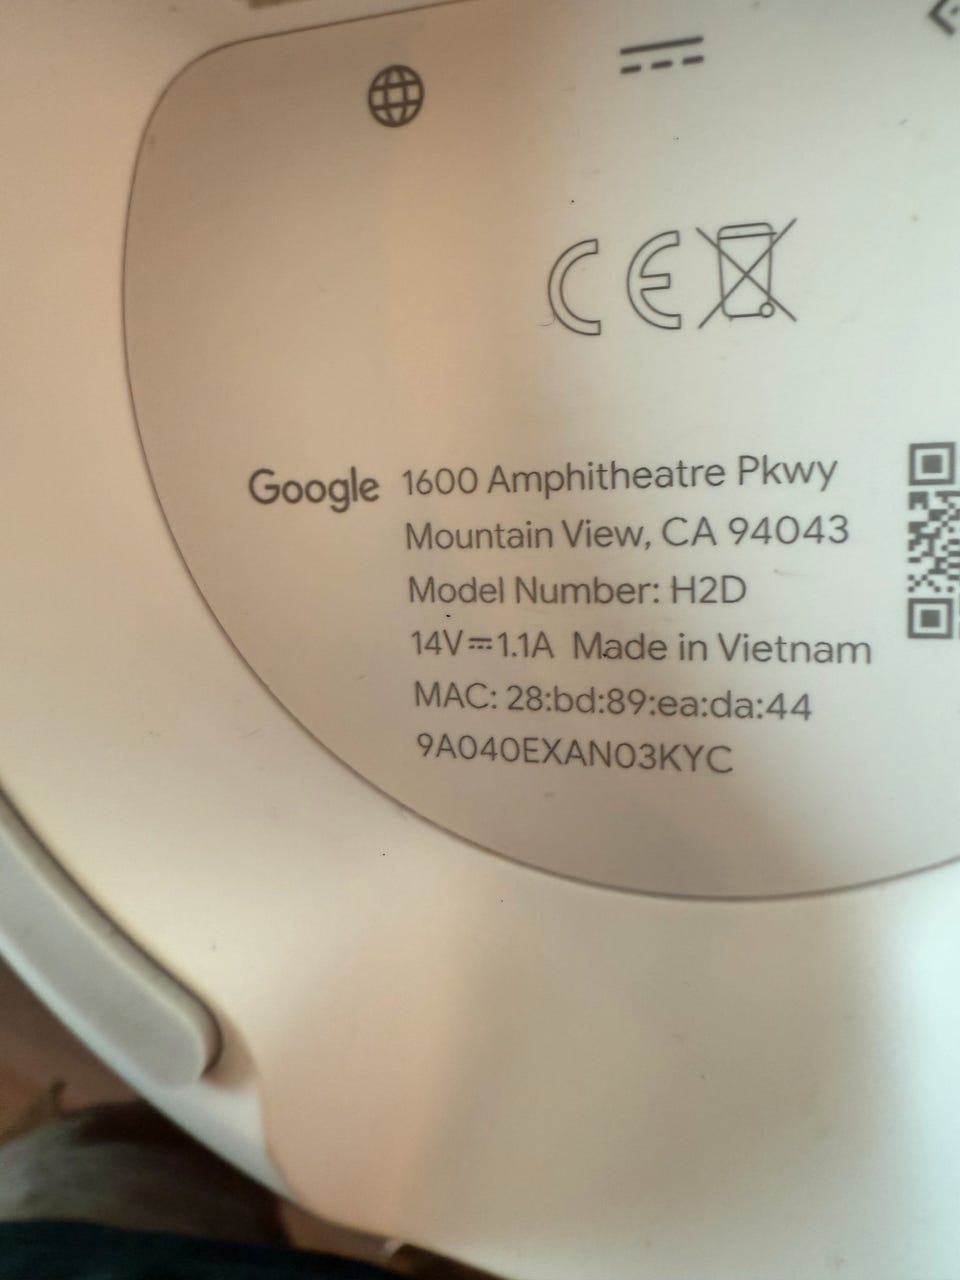 CE
Google 1600 Amphitheatre Pkwy
Mountain View, CA 94043
Model Number: H2D
14V⎓1.1A Made in Vietnam
MAC: 28:bd:89:ea:da:44
9A040EXAN03KYC